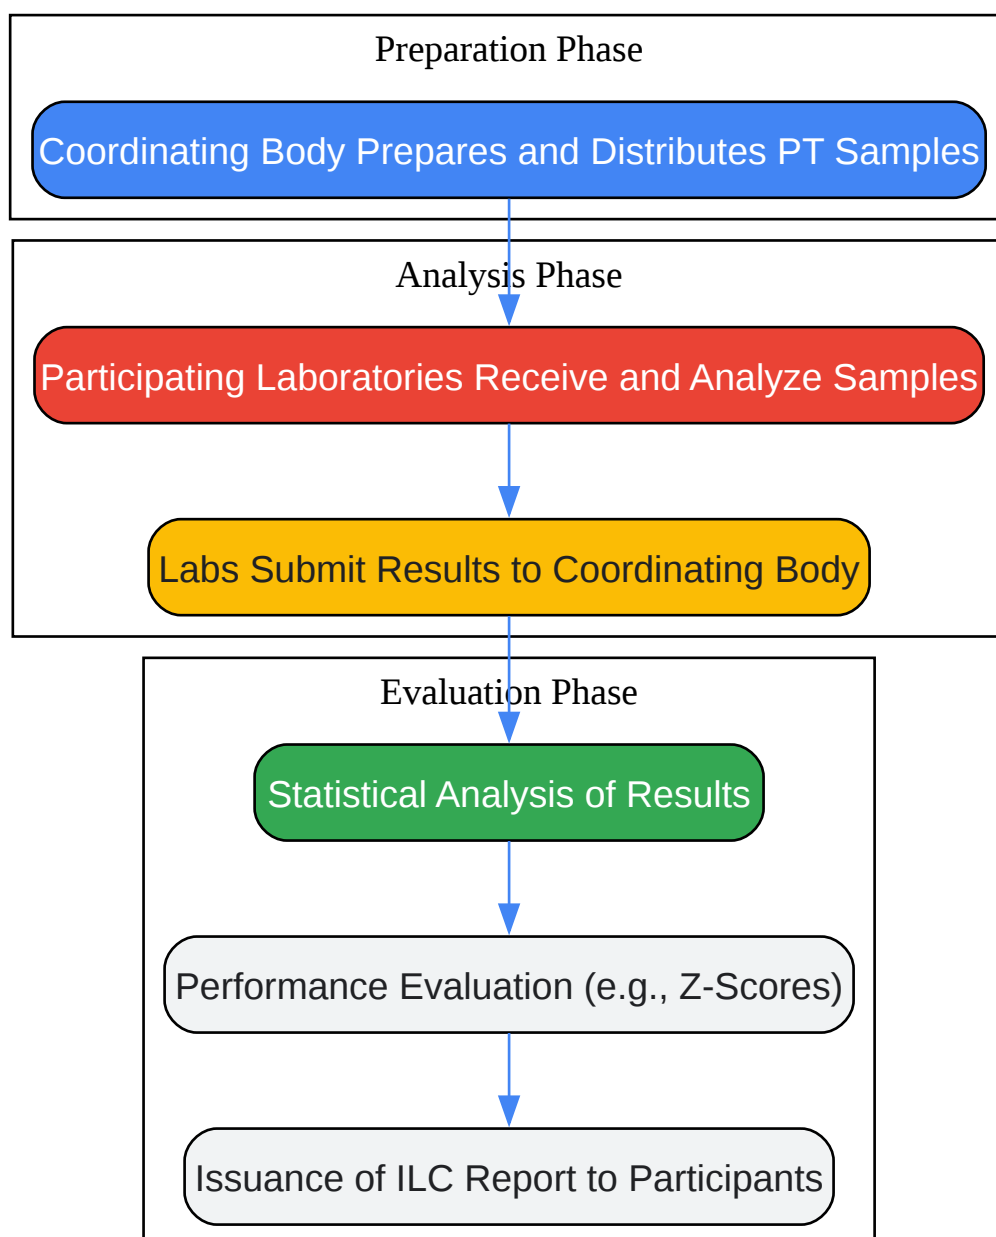 Preparation Phase
Coordinating Body Prepares and Distributes PT Samples
Analysis Phase
Participating Laboratories Receive and Analyze Samples
Labs Submit Results to Coordinating Body
Evaluation Phase
Statistical Analysis of Results
Performance Evaluation (e.g., Z-Scores)
Issuance of ILC Report to Participants